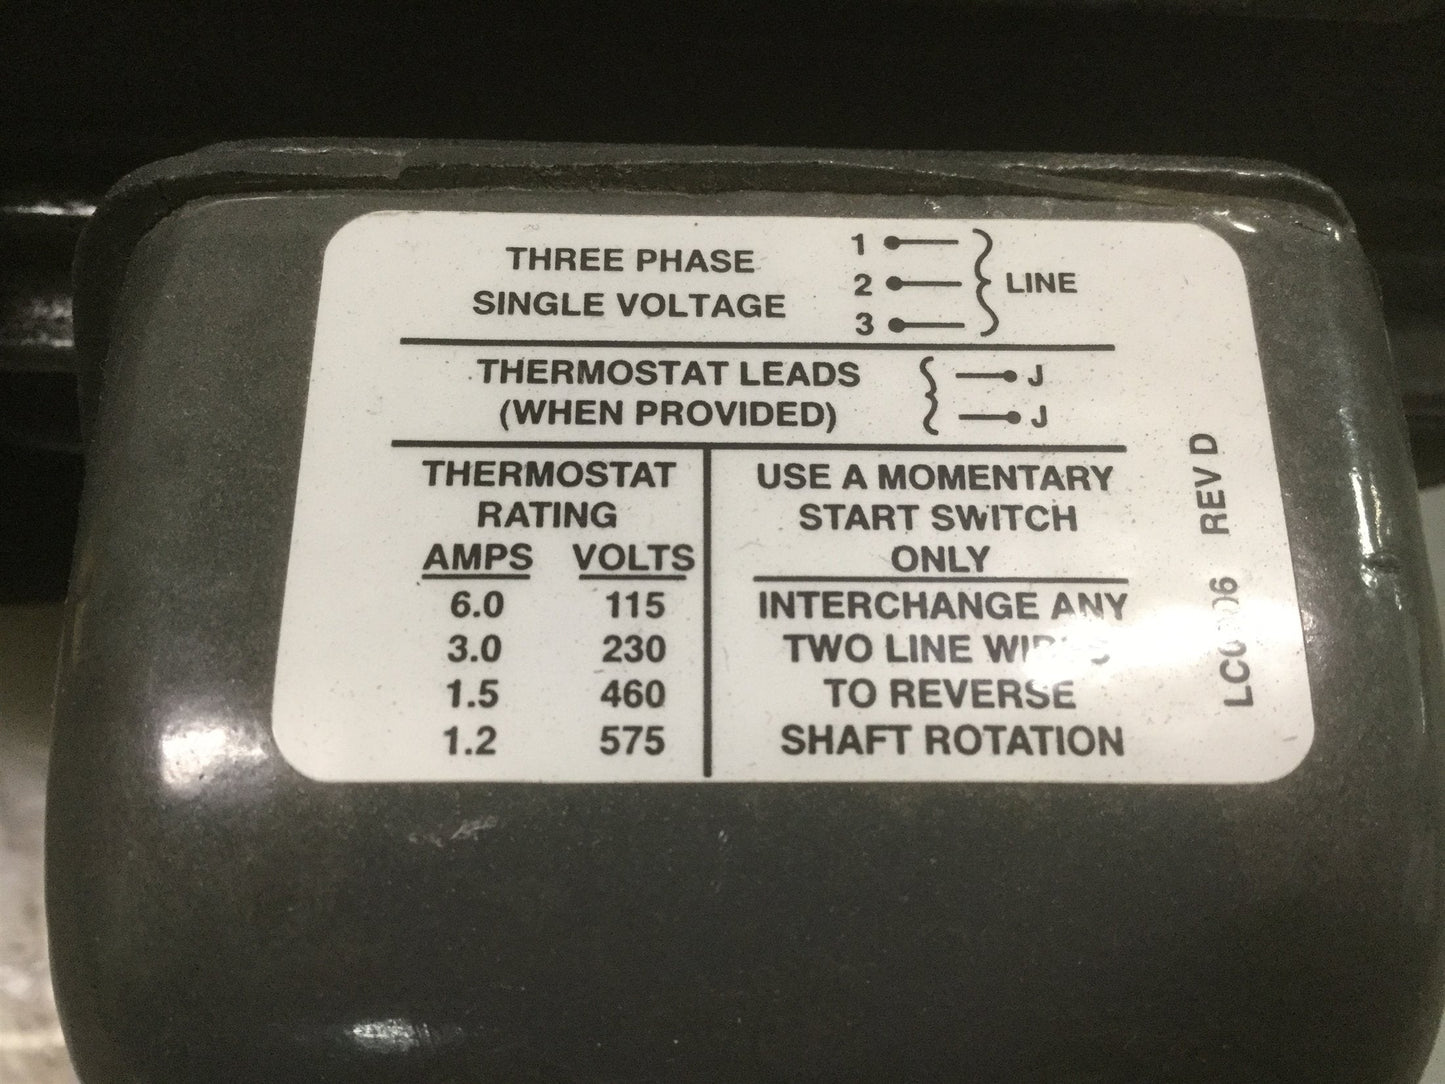 THREE PHASE
SINGLE VOLTAGE
1
2
3
LINE
THERMOSTAT LEADS
(WHEN PROVIDED)
J
J
THERMOSTAT
RATING
AMPS VOLTS
6.0 115
3.0 230
1.5 460
1.2 575
USE A MOMENTARY
START SWITCH
ONLY
INTERCHANGE ANY
TWO LINE
TO REVERSE
SHAFT ROTATION
REV D